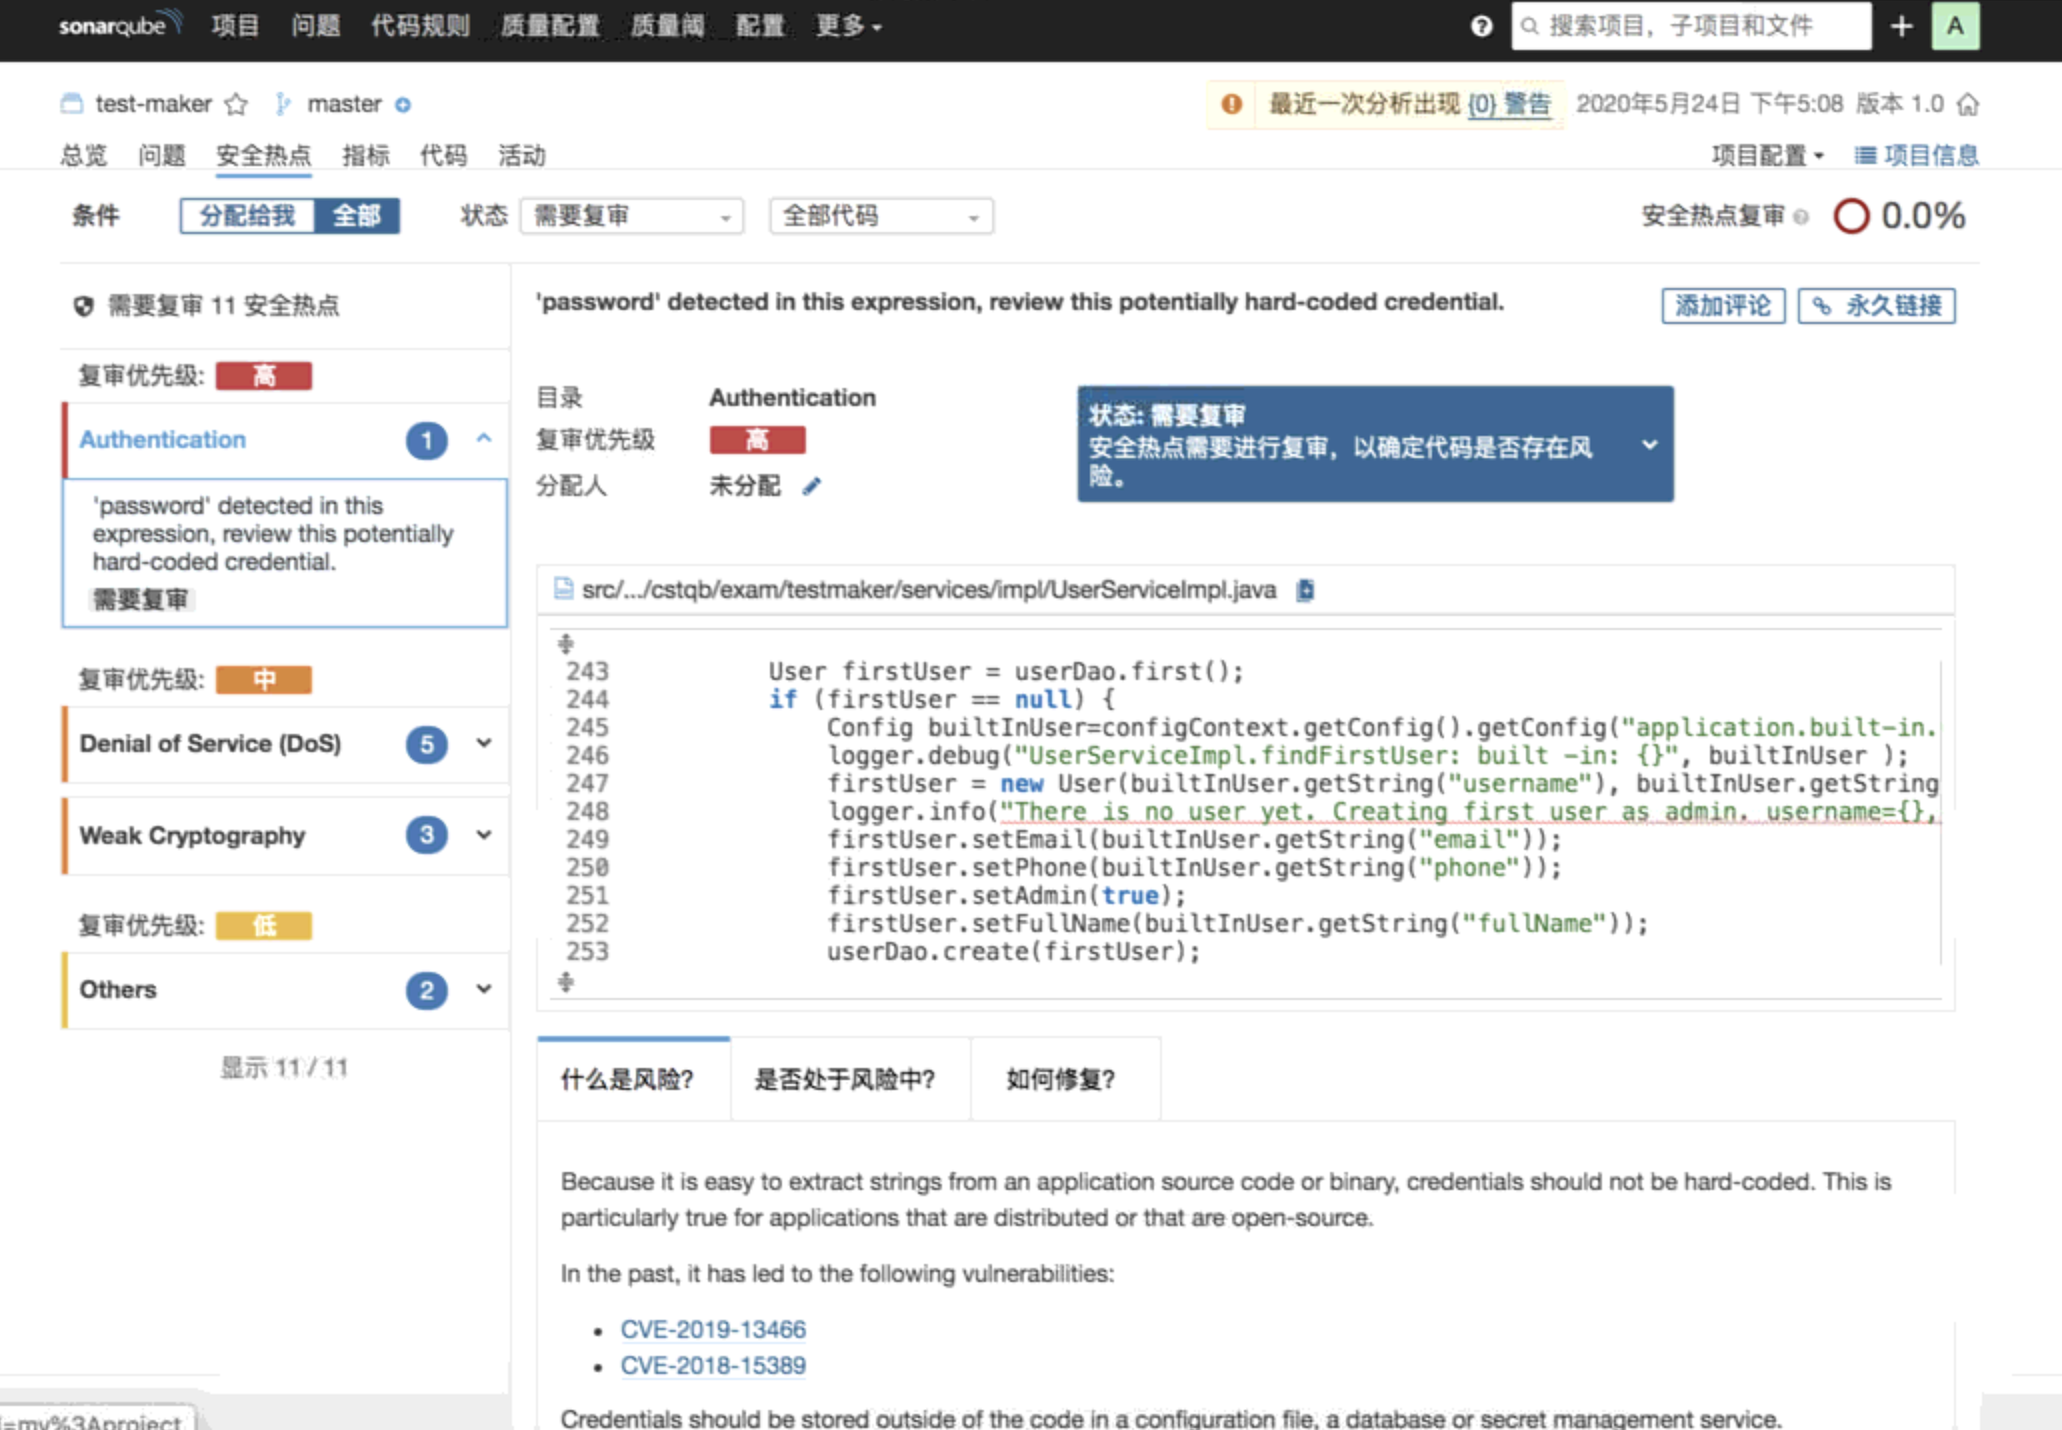 sonarqube 项目 问题 代码规则 质量配置 质量阈 配置 更多 搜索项目，子项目和文件 A
test-maker master 最近一次分析出现 {0} 警告 2020年5月24日 下午5:08 版本 1.0
总览 问题 安全热点 指标 代码 活动 项目配置 项目信息
条件 分配给我 全部 状态 需要复审 全部代码 安全热点复审 0.0%
需要复审 11 安全热点
复审优先级: 高
Authentication 1
'password' detected in this
expression, review this potentially
hard-coded credential.
需要复审
复审优先级: 中
Denial of Service (DoS) 5
Weak Cryptography 3
复审优先级: 低
Others 2
显示 11 / 11
'password' detected in this expression, review this potentially hard-coded credential.
添加评论 永久链接
目录 Authentication
复审优先级 高
分配人 未分配
状态: 需要复审
安全热点需要进行复审，以确定代码是否存在风
险。
src/.../cstqb/exam/testmaker/services/impl/UserServiceImpl.java
243 User firstUser = userDao.first();
244 if (firstUser == null) {
245 Config builtInUser=configContext.getConfig().getConfig("application.built-in.
246 logger.debug("UserServiceImpl.findFirstUser: built -in: {}", builtInUser );
247 firstUser = new User(builtInUser.getString("username"), builtInUser.getString
248 logger.info("There is no user yet. Creating first user as admin. username={},
249 firstUser.setEmail(builtInUser.getString("email"));
250 firstUser.setPhone(builtInUser.getString("phone"));
251 firstUser.setAdmin(true);
252 firstUser.setFullName(builtInUser.getString("fullName"));
253 userDao.create(firstUser);
什么是风险? 是否处于风险中? 如何修复?
Because it is easy to extract strings from an application source code or binary, credentials should not be hard-coded. This is
particularly true for applications that are distributed or that are open-source.
In the past, it has led to the following vulnerabilities:
CVE-2019-13466
CVE-2018-15389
Credentials should be stored outside of the code in a configuration file, a database or secret management service.
=my%3Aproject